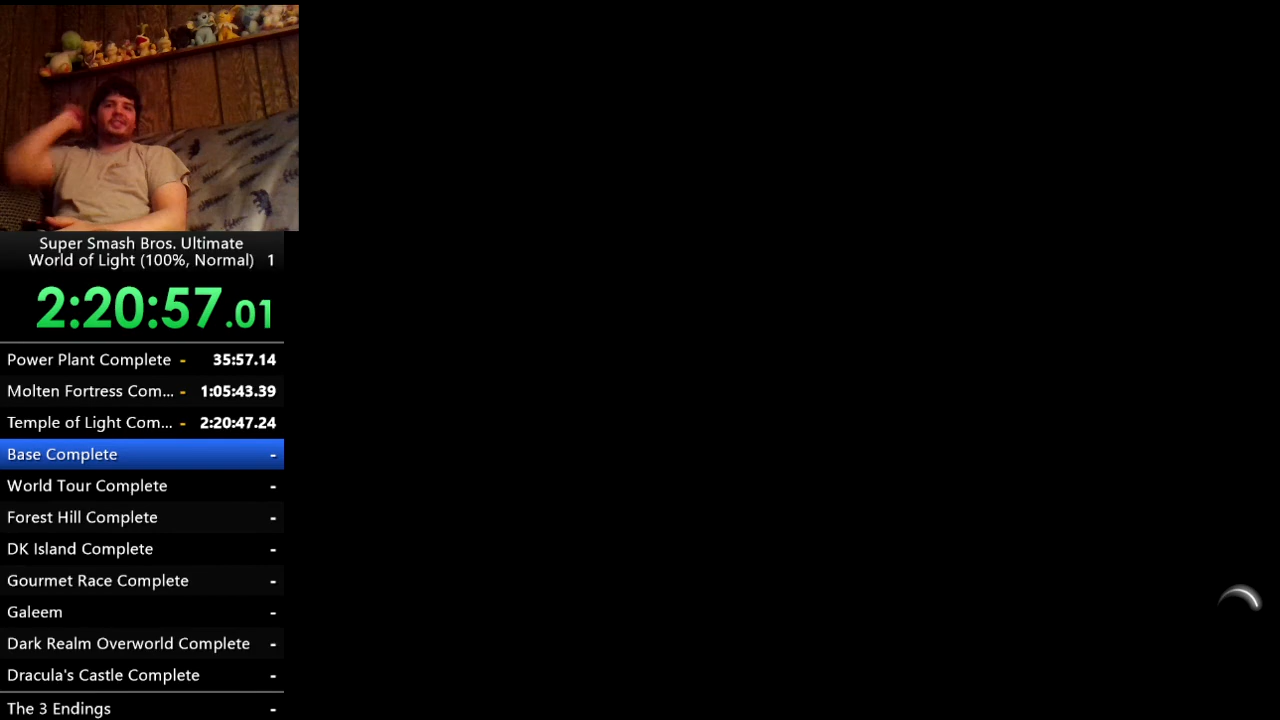 Super Smash Bros. Ultimate
World of Light (100%, Normal) 1
2:20:57.01
Power Plant Complete - 35:57.14
Molten Fortress Com... - 1:05:43.39
Temple of Light Com... - 2:20:47.24
Base Complete -
World Tour Complete -
Forest Hill Complete -
DK Island Complete -
Gourmet Race Complete -
Galeem -
Dark Realm Overworld Complete -
Dracula's Castle Complete -
The 3 Endings -